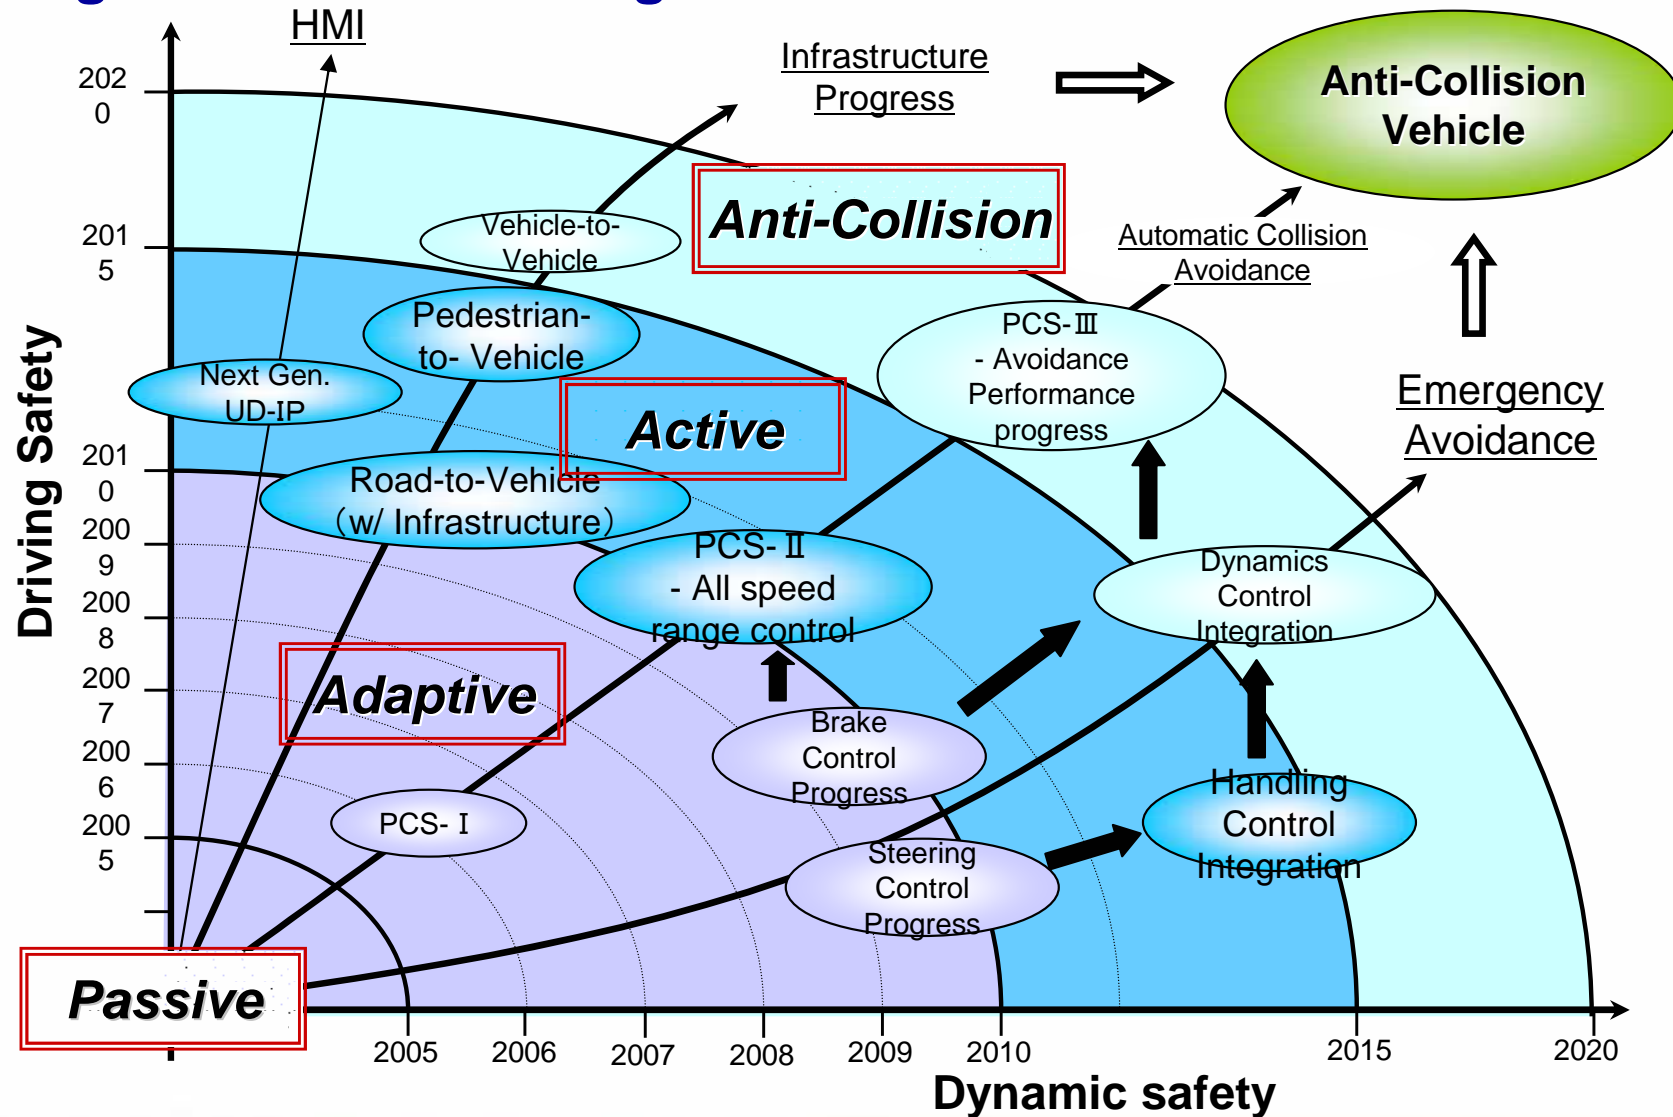 HMI
Infrastructure
Progress
Anti-Collision
Vehicle
202
0
Vehicle-to-
Vehicle
Anti-Collision
Automatic Collision
Avoidance
201
5
Pedestrian-
to- Vehicle
PCS-Ⅲ
- Avoidance
Performance
progress
Next Gen.
UD-IP
Active
Emergency
Avoidance
Driving Safety
201
0
Road-to-Vehicle
(w/ Infrastructure)
200
9
PCS- Ⅱ
- All speed
range control
Dynamics
Control
Integration
200
8
Adaptive
200
7
Brake
Control
Progress
200
6
Handling
Control
Integration
PCS- Ⅰ
200
5
Steering
Control
Progress
Passive
2005
2006
2007
2008
2009
2010
2015
2020
Dynamic safety